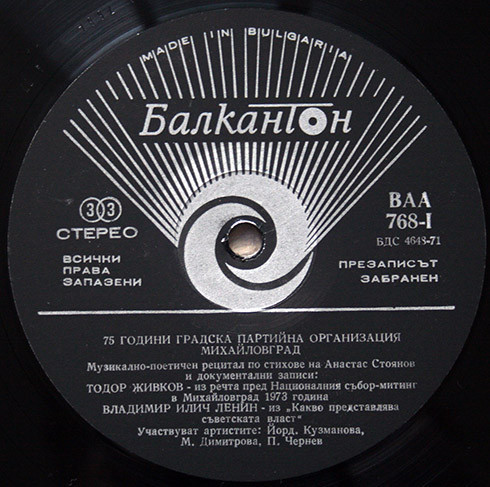 MADE IN BULGARIA
Балкантон
33
СТЕРЕО
ВСИЧКИ
ПРАВА
ЗАПАЗЕНИ
ВАА
768-I
БДС 4643-71
ПРЕЗАПИСЪТ
ЗАБРАНЕН
75 ГОДИНИ ГРАДСКА ПАРТИЙНА ОРГАНИЗАЦИЯ
МИХАЙЛОВГРАД
Музикално-поетичен рецитал по стихове на Анастас Стоянов
и документални записи:
ТОДОР ЖИВКОВ - из речта пред Националния събор-митинг
в Михайловград 1973 година
ВЛАДИМИР ИЛИЧ ЛЕНИН - из „Какво представлява
съветската власт"
Участвуват артистите: Йорд. Кузманова,
М. Димитрова, П. Чернев